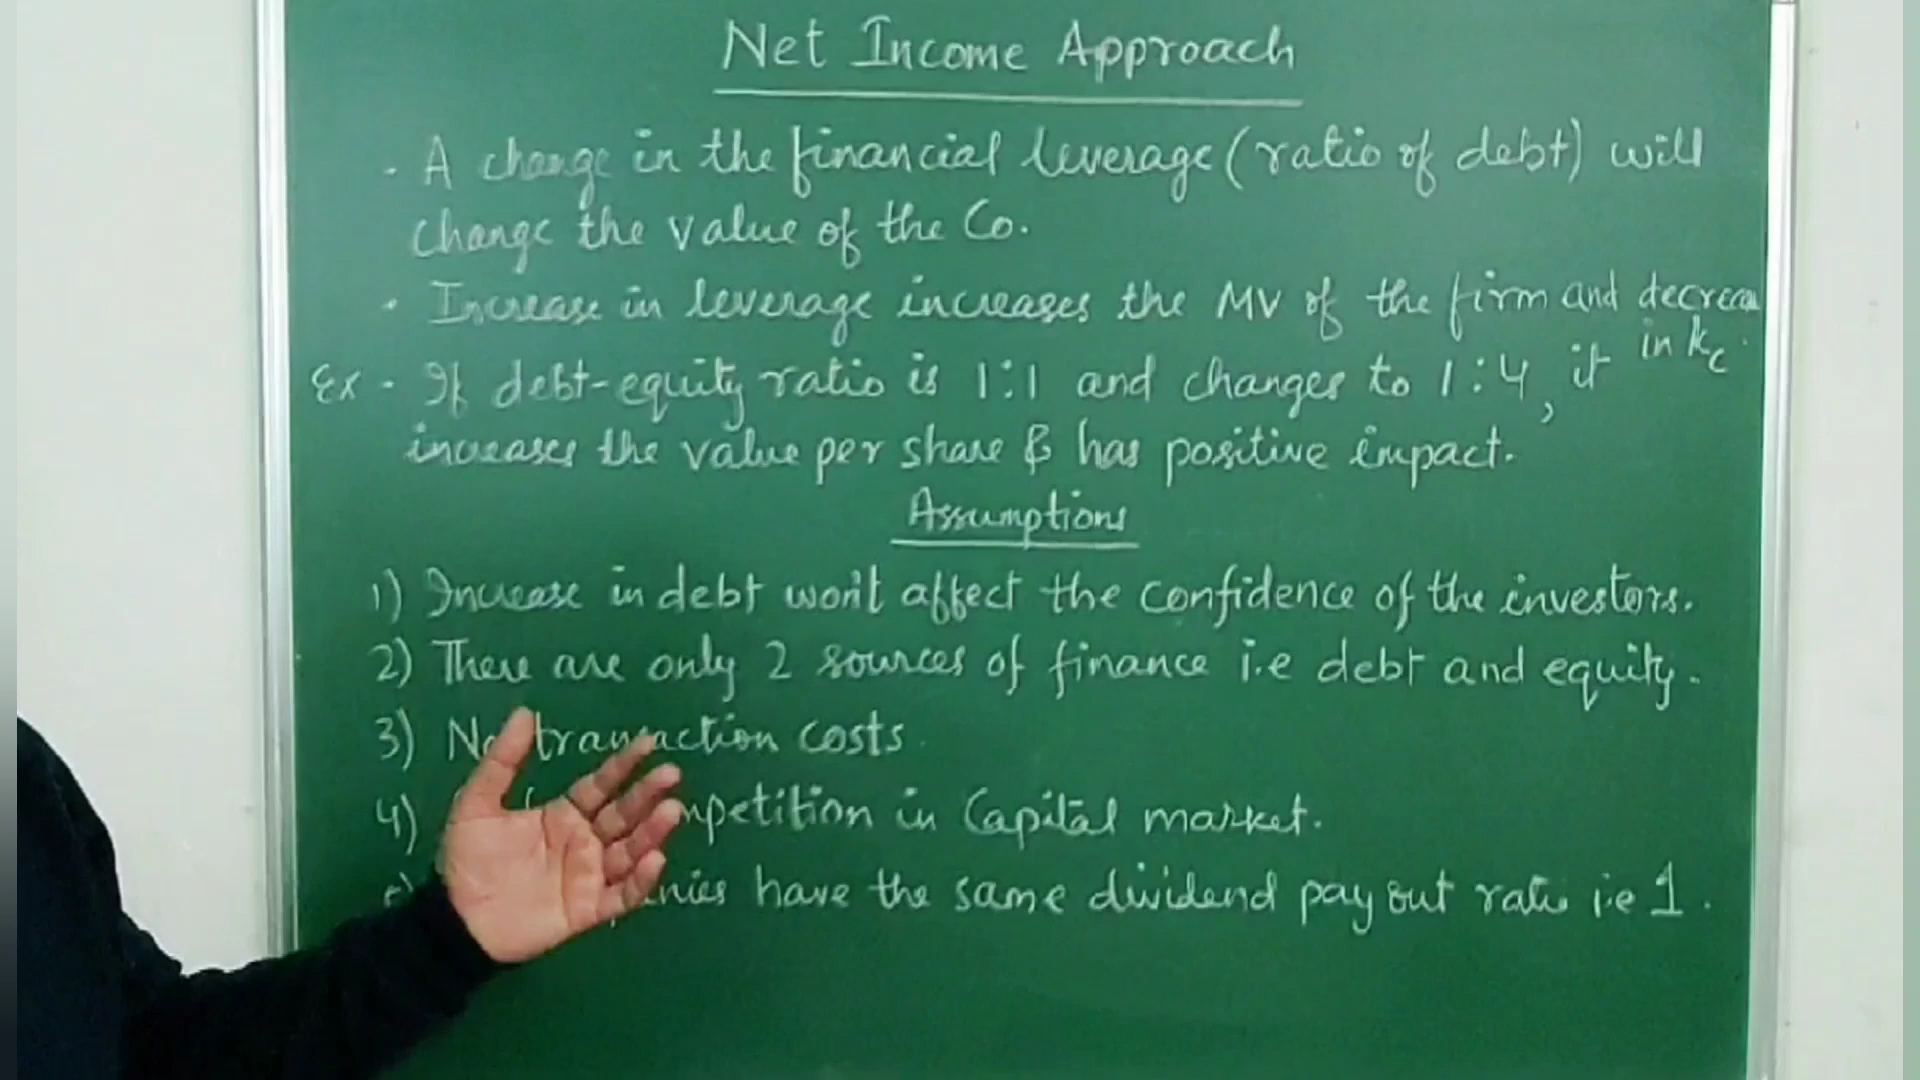 Net Income Approach
. A change in the financial leverage (ratio of debt) will
change the value of the Co.
. Increase in leverage increases the MV of the firm and decrea
in Kc.
Ex - If debt-equity ratio is 1:1 and changes to 1:4, it
increases the value per share & has positive impact.
Assumptions
1) Increase in debt won't affect the confidence of the investors.
2) There are only 2 sources of finance i.e debt and equity.
3) No transaction costs.
4) in Capital market.
have the same dividend pay out ratio i.e 1.